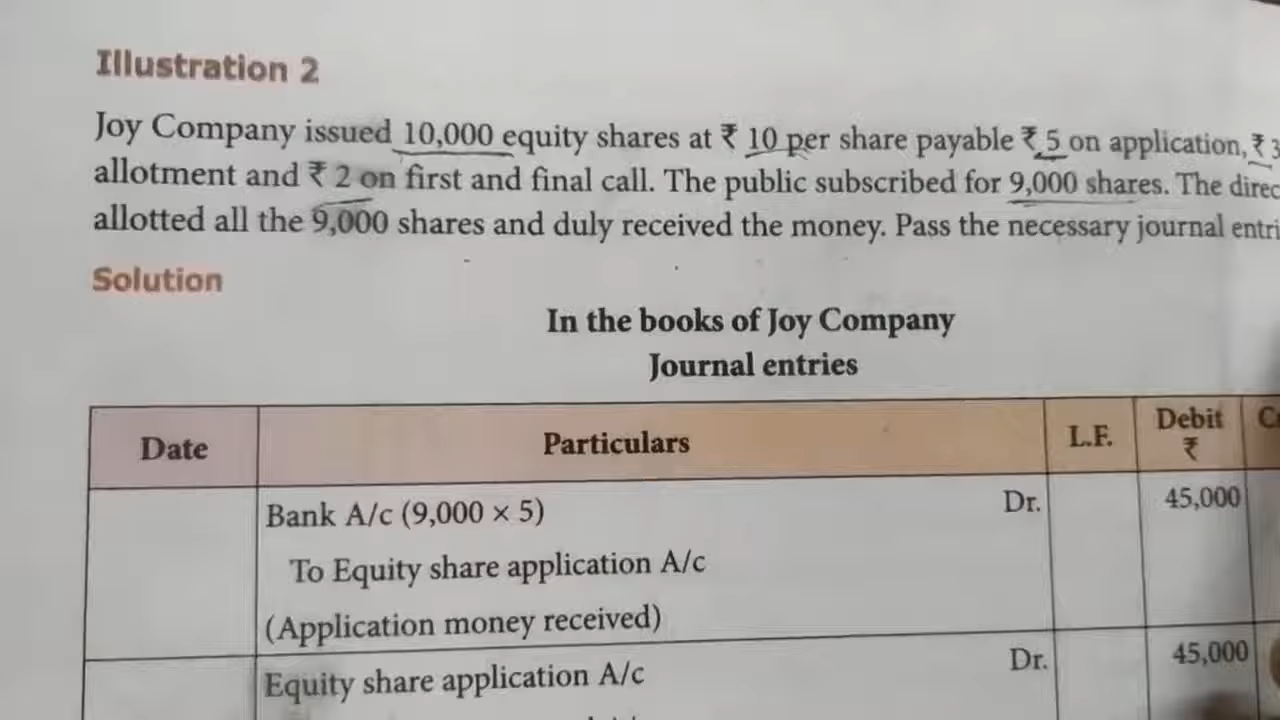 Illustration 2
Joy Company issued 10,000 equity shares at ₹ 10 per share payable ₹ 5 on application, ₹ 3
allotment and ₹ 2 on first and final call. The public subscribed for 9,000 shares. The direc
allotted all the 9,000 shares and duly received the money. Pass the necessary journal entri
Solution
In the books of Joy Company
Journal entries
Date Particulars L.F. Debit ₹ C
Bank A/c (9,000 × 5) Dr. 45,000
To Equity share application A/c
(Application money received)
Equity share application A/c Dr. 45,000